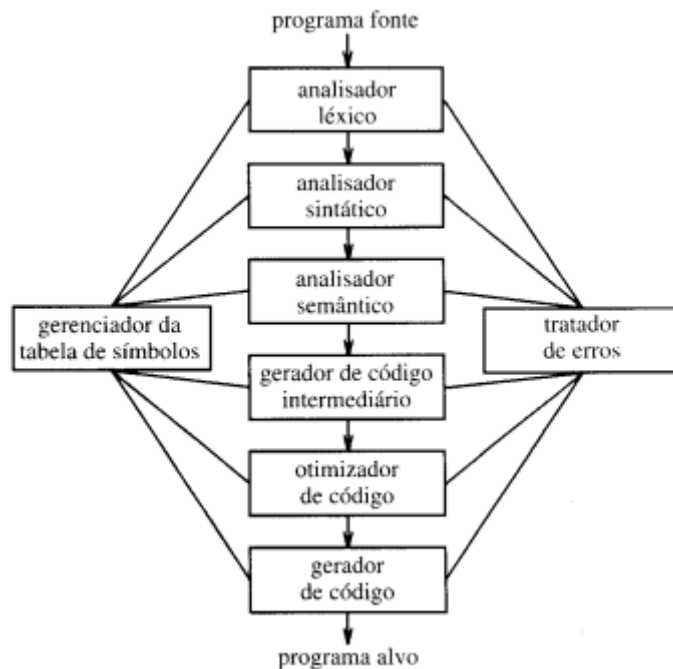 programa fonte
analisador
léxico
analisador
sintático
analisador
semântico
gerenciador da
tabela de símbolos
tratador
de erros
gerador de código
intermediário
otimizador
de código
gerador
de código
programa alvo